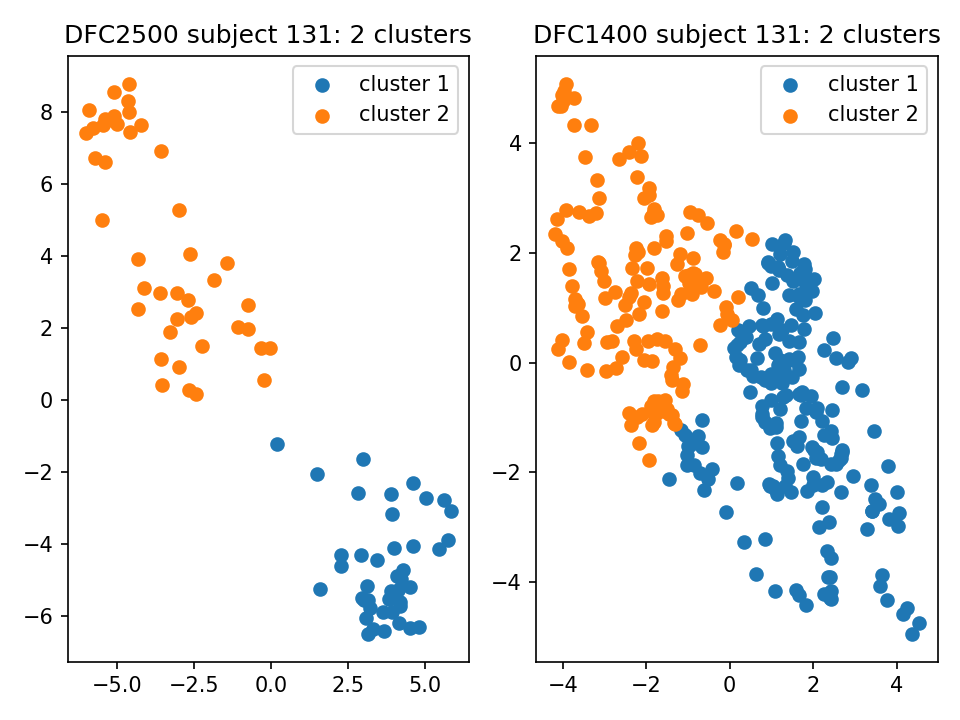 DFC2500 subject 131: 2 clusters
cluster 1
cluster 2
8
6
4
2
0
−2
−4
−6
−5.0 −2.5 0.0 2.5 5.0
DFC1400 subject 131: 2 clusters
cluster 1
cluster 2
4
2
0
−2
−4
−4 −2 0 2 4